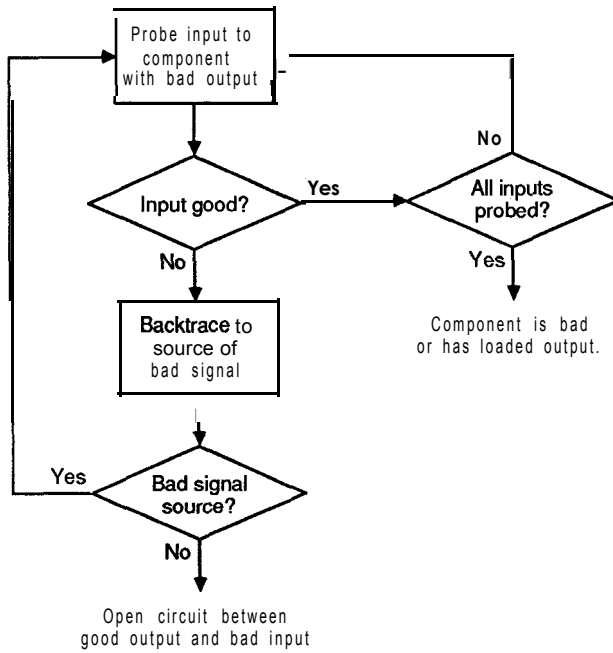 Probe input to
component
with bad output
No
Input good?
Yes
All inputs
probed?
No
Yes
Backtrace to
source of
bad signal
Component is bad
or has loaded output.
Yes
Bad signal
source?
No
Open circuit between
good output and bad input